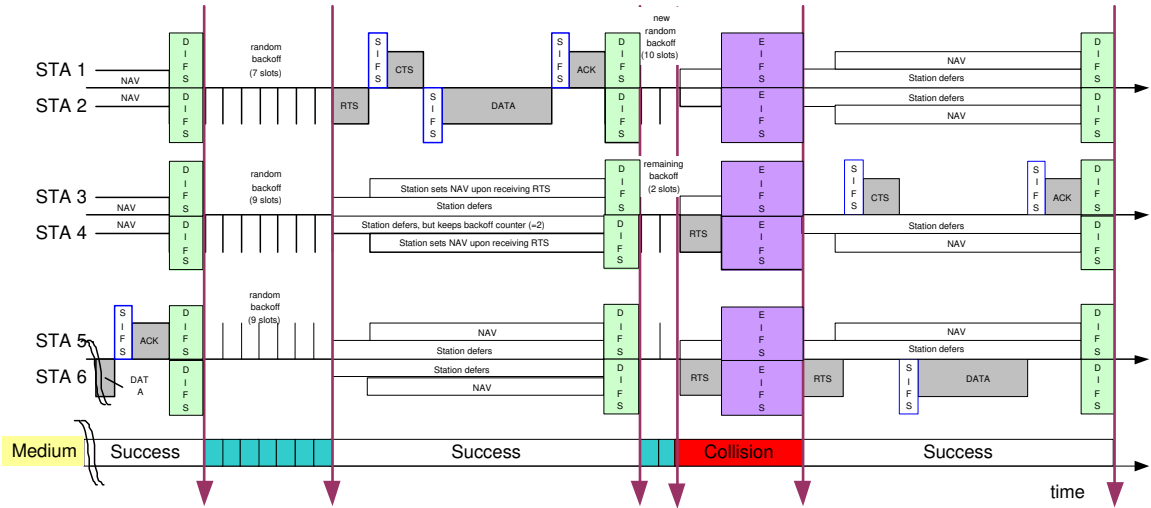 new
random
backoff
(10 slots)
random
backoff
(7 slots)
DIFS
SIFS
SIFS
DIFS
EIFS
DIFS
STA 1
NAV
CTS
ACK
NAV
Station defers
STA 2
NAV
DIFS
RTS
SIFS
DATA
DIFS
EIFS
Station defers
NAV
DIFS
random
backoff
(9 slots)
remaining
backoff
(2 slots)
DIFS
DIFS
EIFS
SIFS
SIFS
DIFS
STA 3
NAV
Station sets NAV upon receiving RTS
Station defers
CTS
ACK
STA 4
NAV
DIFS
Station defers, but keeps backoff counter (=2)
Station sets NAV upon receiving RTS
DIFS
RTS
EIFS
Station defers
NAV
DIFS
random
backoff
(9 slots)
STA 5
SIFS
ACK
DIFS
NAV
Station defers
DIFS
EIFS
NAV
Station defers
DIFS
STA 6
DAT
A
DIFS
Station defers
NAV
DIFS
RTS
EIFS
RTS
SIFS
DATA
DIFS
Medium
Success
Success
Collision
Success
time